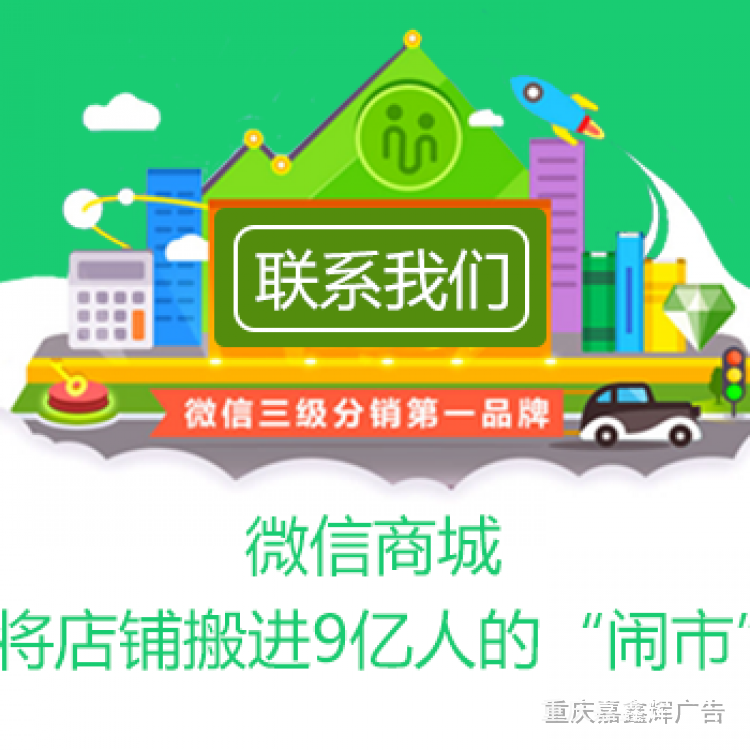 联系我们
微信三级分销第一品牌
微信商城
将店铺搬进9亿人的“闹市”
重庆嘉鑫辉广告